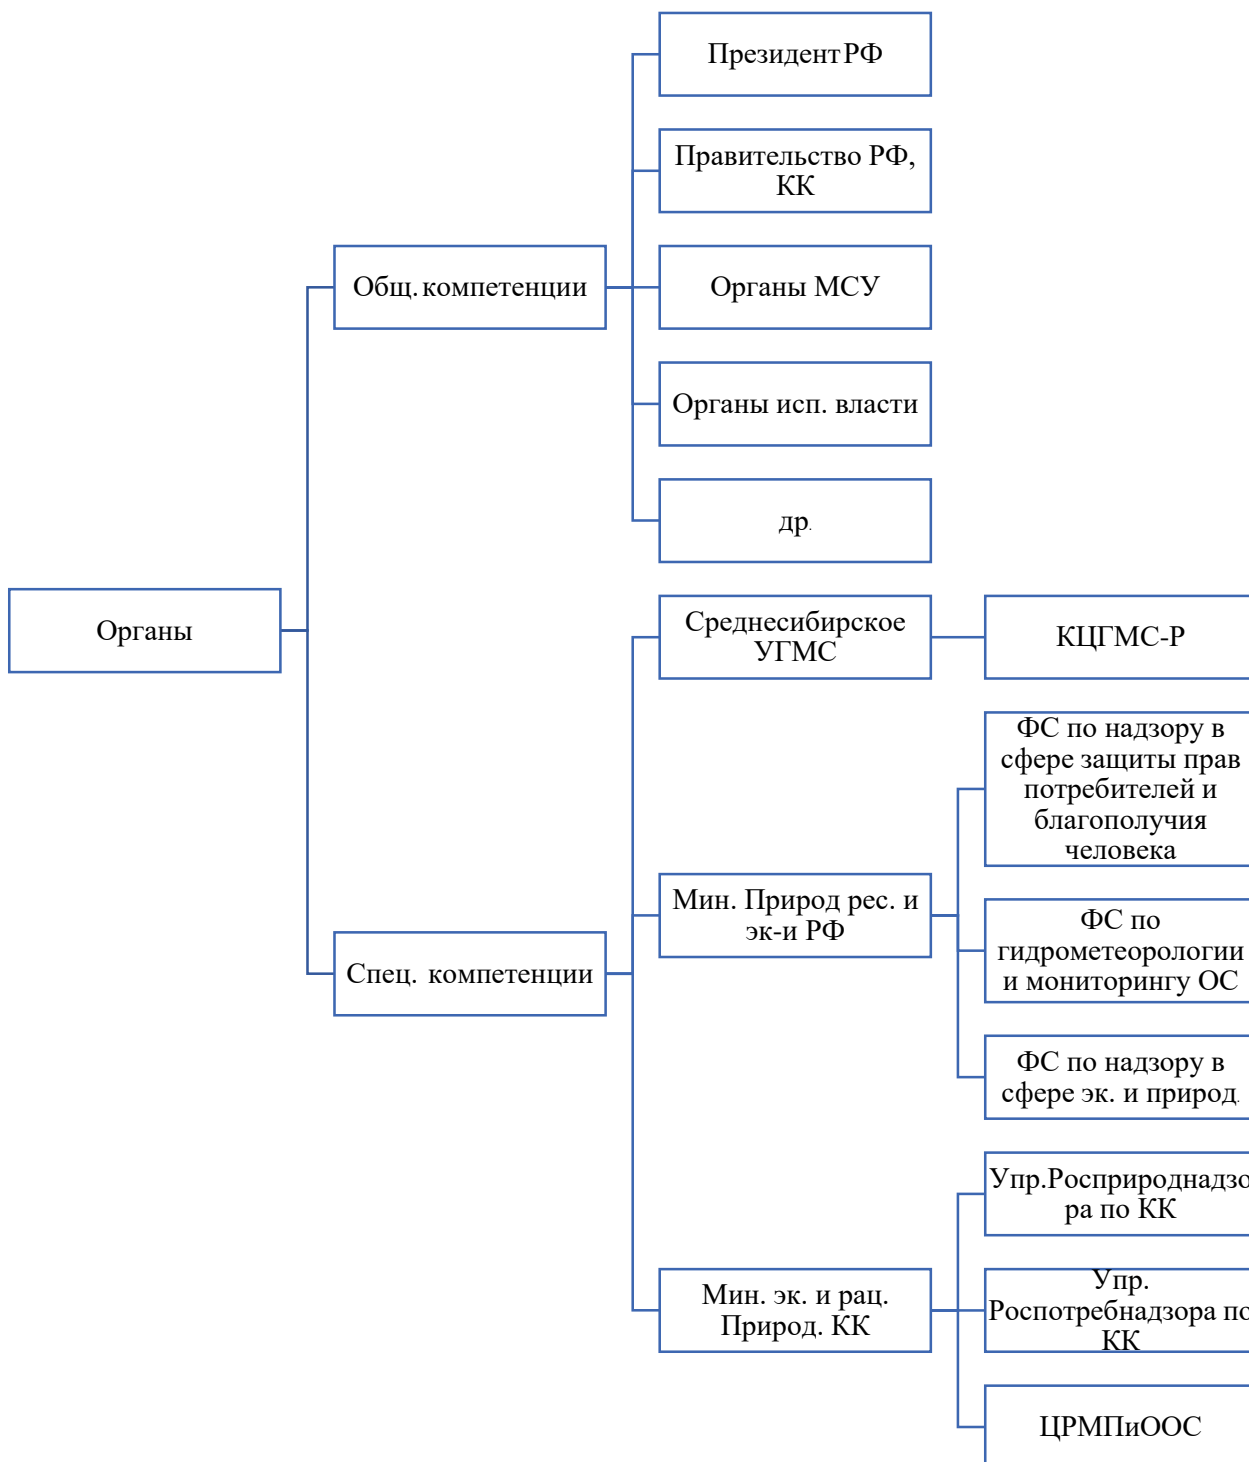 Президент РФ
Правительство РФ,
КК
Общ. компетенции
Органы МСУ
Органы исп. власти
др.
Органы
Среднесибирское
УГМС
КЦГМС-Р
ФС по надзору в
сфере защиты прав
потребителей и
благополучия
человека
Мин. Природ рес. и
эк-и РФ
ФС по
гидрометеорологии
и мониторингу ОС
Спец. компетенции
ФС по надзору в
сфере эк. и природ.
Упр.Росприроднадзо
ра по КК
Мин. эк. и рац.
Природ. КК
Упр.
Роспотребнадзора по
КК
ЦРМПиООС